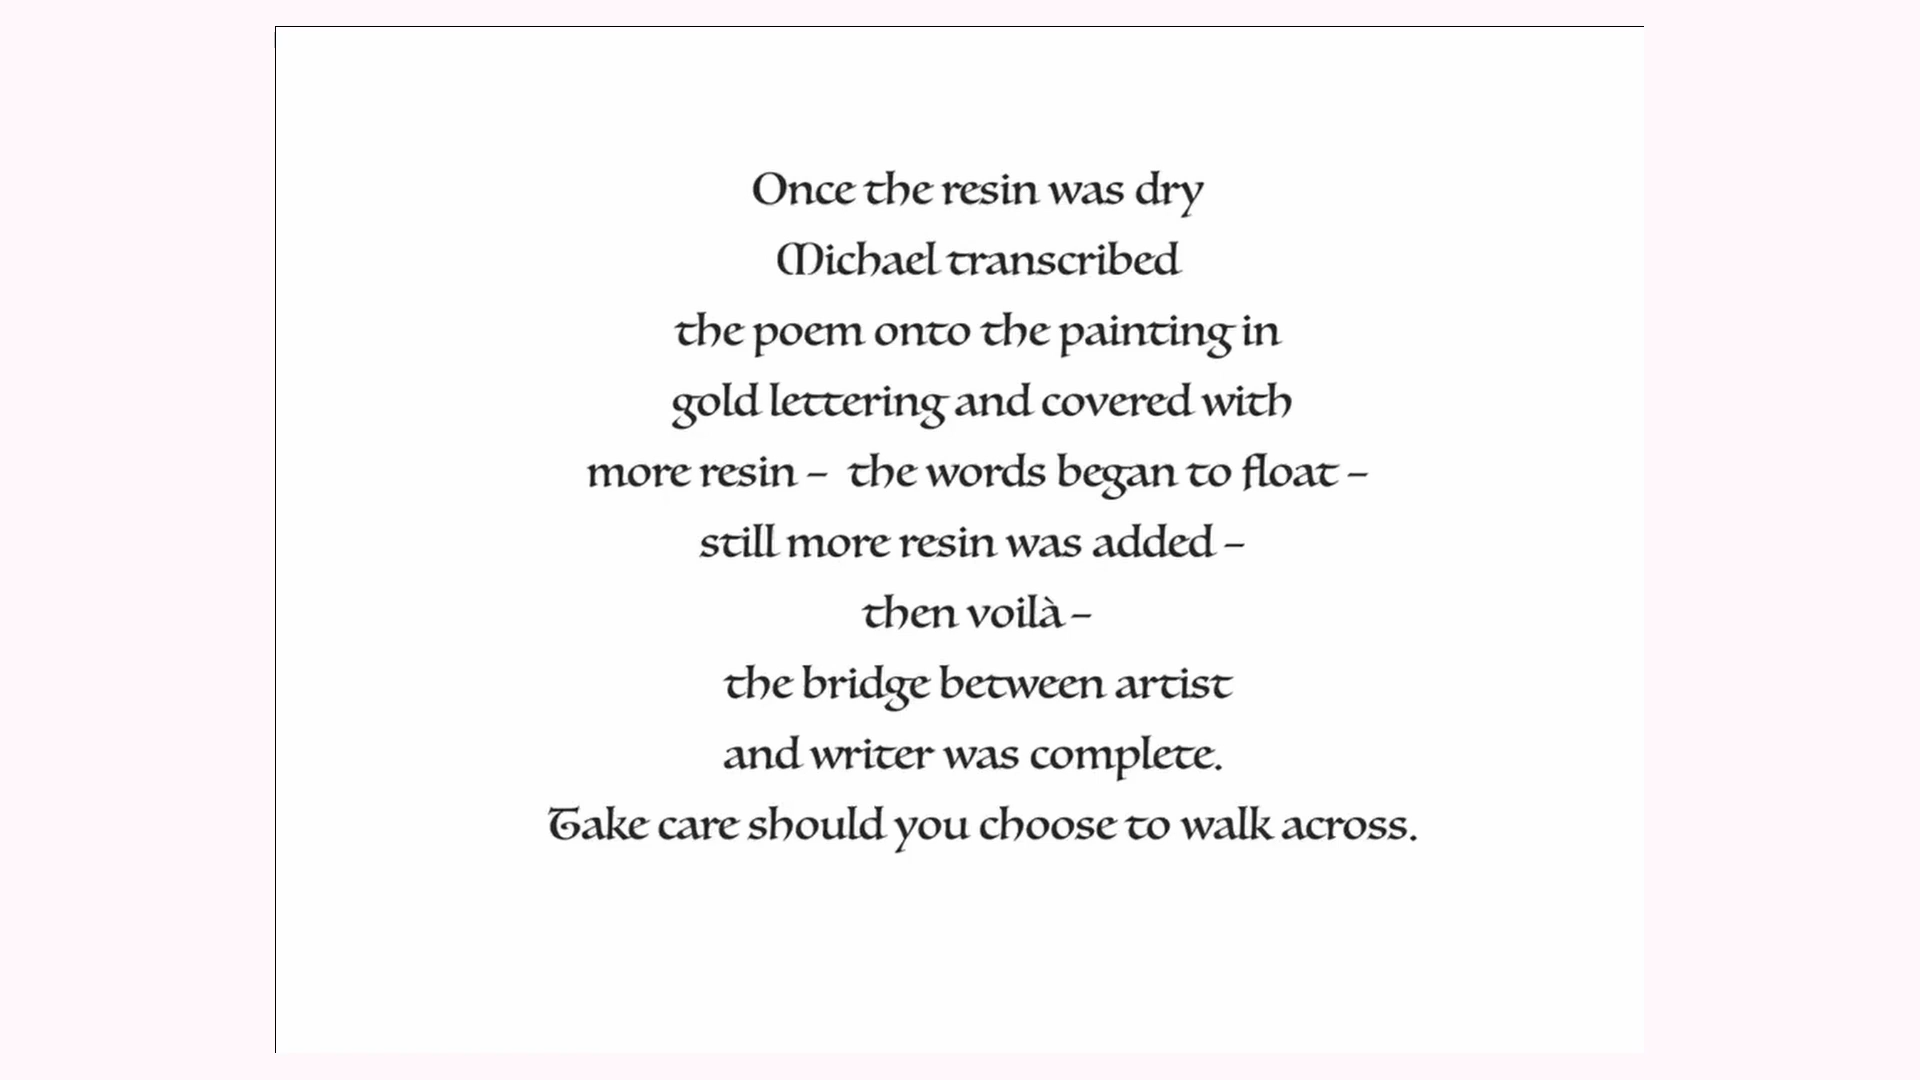 Once the resin was dry
Michael transcribed
the poem onto the painting in
gold lettering and covered with
more resin – the words began to float –
still more resin was added –
then voilà –
the bridge between artist
and writer was complete.
Take care should you choose to walk across.